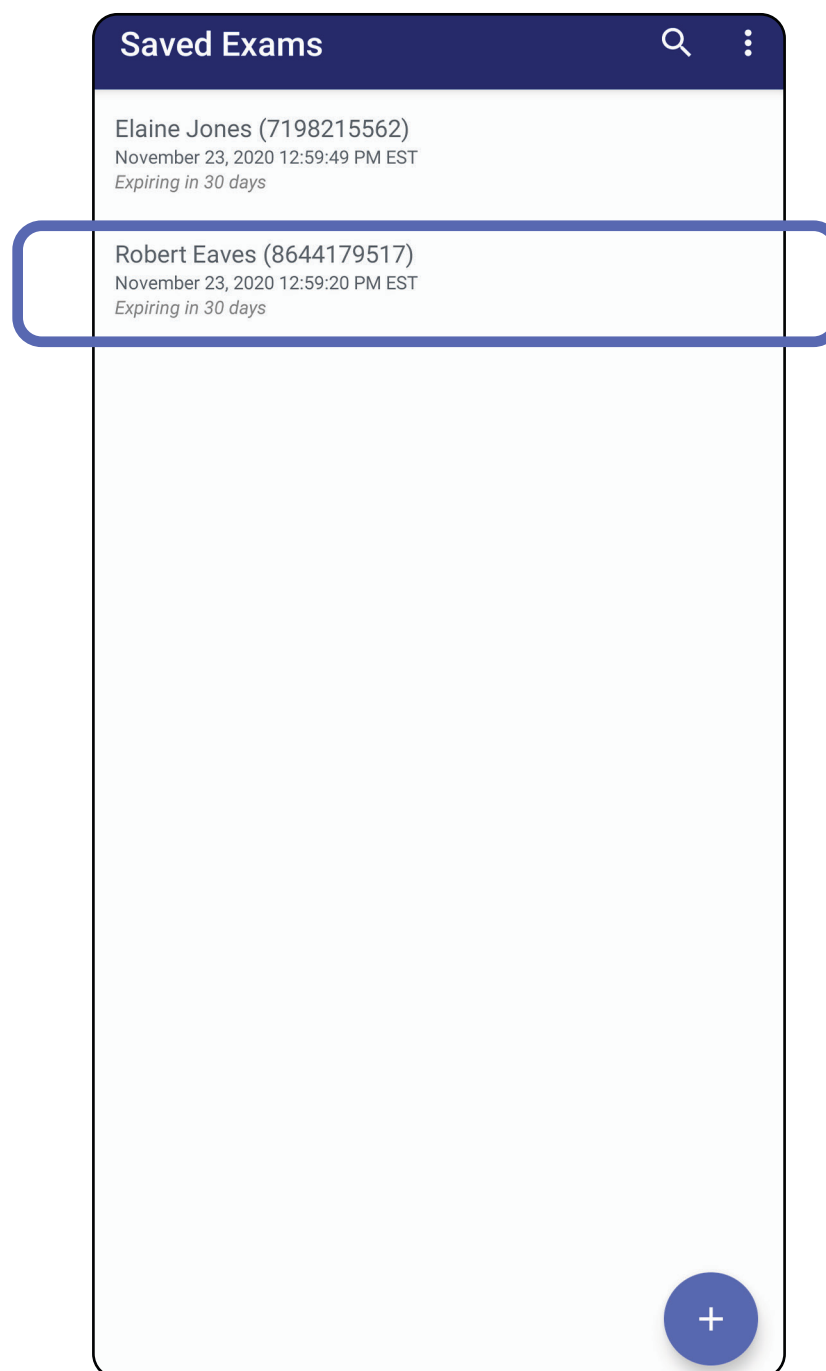 Saved Exams
Elaine Jones (7198215562)
November 23, 2020 12:59:49 PM EST
Expiring in 30 days
Robert Eaves (8644179517)
November 23, 2020 12:59:20 PM EST
Expiring in 30 days
+